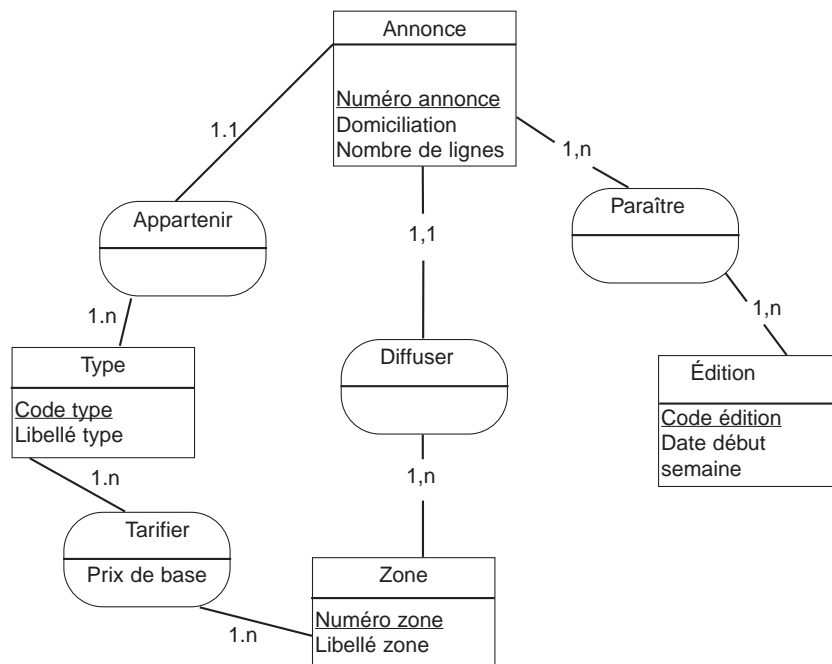 Annonce
Numéro annonce
Domiciliation
Nombre de lignes
1.1
1,n
Appartenir
Paraître
1,1
1.n
1,n
Type
Code type
Libellé type
Diffuser
Édition
Code édition
Date début
semaine
1.n
1,n
Tarifier
Prix de base
Zone
Numéro zone
Libellé zone
1.n